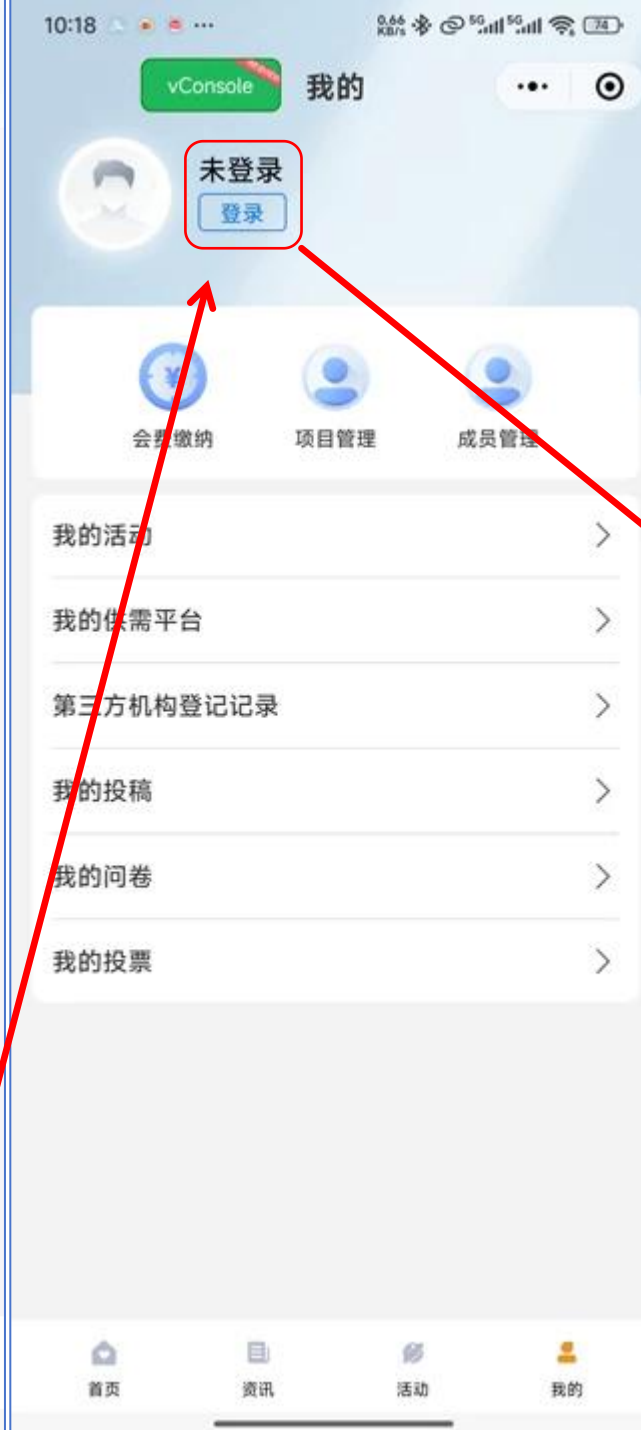 10:18
0.66 KB/s 5G 5G 74
vConsole 我的
未登录
登录
会费缴纳 项目管理 成员管理
我的活动
我的供需平台
第三方机构登记记录
我的投稿
我的问卷
我的投票
首页 资讯 活动 我的